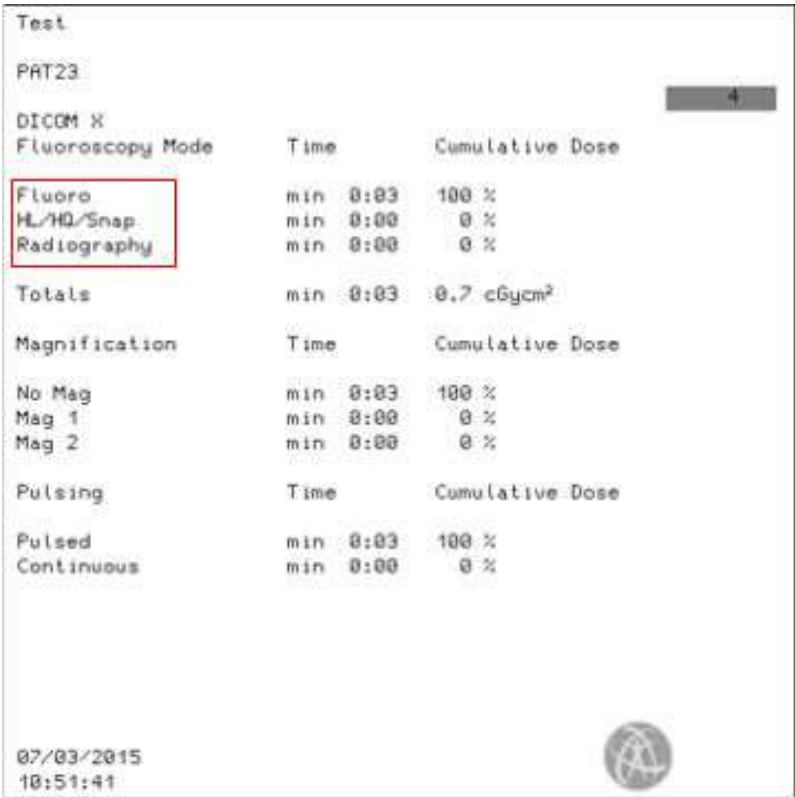 Test
PAT23
4
DICOM X
Fluoroscopy Mode Time Cumulative Dose
Fluoro min 0:03 100 %
HL/HQ/Snap min 0:00 0 %
Radiography min 0:00 0 %
Totals min 0:03 0.7 cGycm²
Magnification Time Cumulative Dose
No Mag min 0:03 100 %
Mag 1 min 0:00 0 %
Mag 2 min 0:00 0 %
Pulsing Time Cumulative Dose
Pulsed min 0:03 100 %
Continuous min 0:00 0 %
07/03/2015
10:51:41